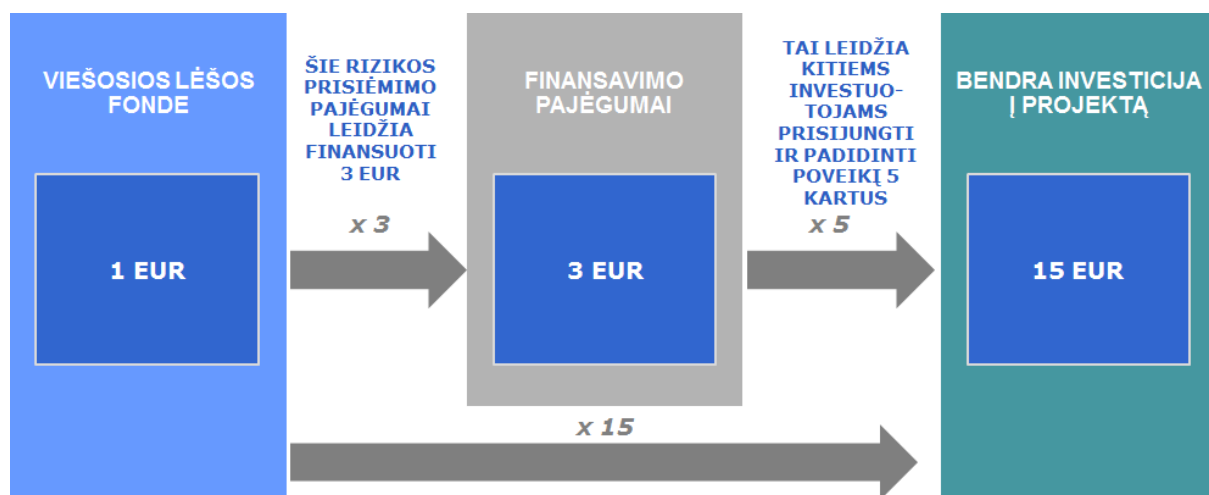 VIEŠOSIOS LĖŠOS
FONDE
1 EUR
ŠIE RIZIKOS
PRISIĖMIMO
PAJĖGUMAI
LEIDŽIA
FINANSUOTI
3 EUR
x 3
FINANSAVIMO
PAJĖGUMAI
3 EUR
TAI LEIDŽIA
KITIEMS
INVESTUO-
TOJAMS
PRISIJUNGTI
IR PADIDINTI
POVEIKĮ 5
KARTUS
x 5
BENDRA INVESTICIJA
Į PROJEKTĄ
15 EUR
x 15